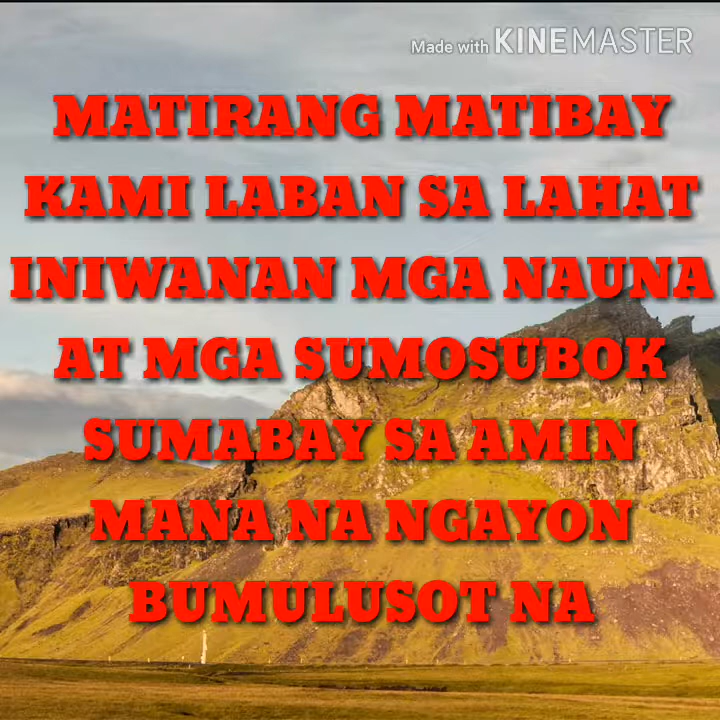 Made with KINEMASTER
MATIRANG MATIBAY
KAMI LABAN SA LAHAT
INIWANAN MGA NAUNA
AT MGA SUMOSUBOK
SUMABAY SA AMIN
MANA NA NGAYON
BUMULUSOT NA